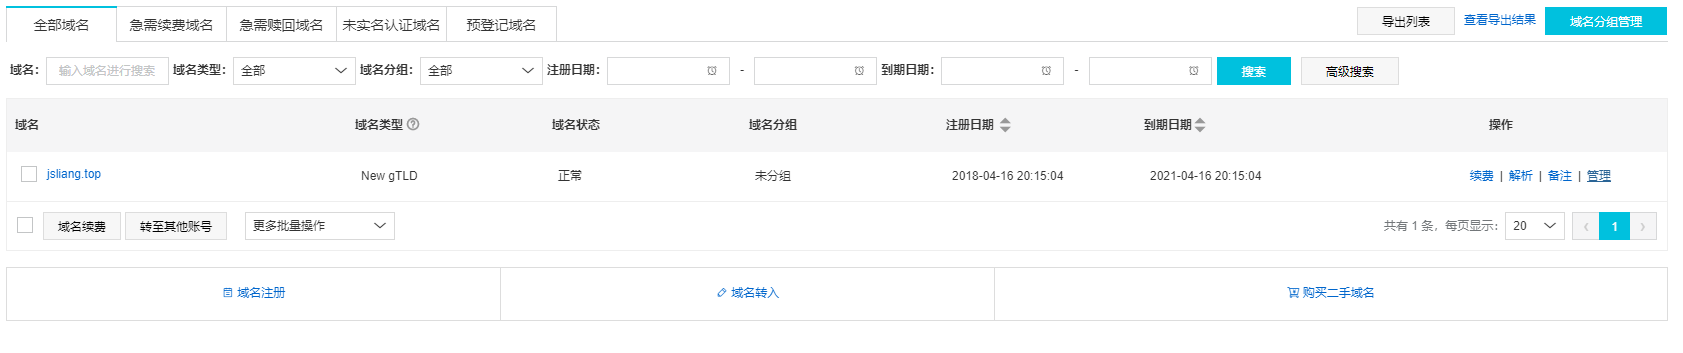 全部域名 急需续费域名 急需赎回域名 未实名认证域名 预登记域名 导出列表 查看导出结果 域名分组管理
域名： 输入域名进行搜索 域名类型： 全部 域名分组： 全部 注册日期： - 到期日期： - 搜索 高级搜索
域名 域名类型 ? 域名状态 域名分组 注册日期 到期日期 操作
jsliang.top New gTLD 正常 未分组 2018-04-16 20:15:04 2021-04-16 20:15:04 续费 | 解析 | 备注 | 管理
域名续费 转至其他账号 更多批量操作 共有 1 条，每页显示： 20 ‹ 1 ›
域名注册 域名转入 购买二手域名